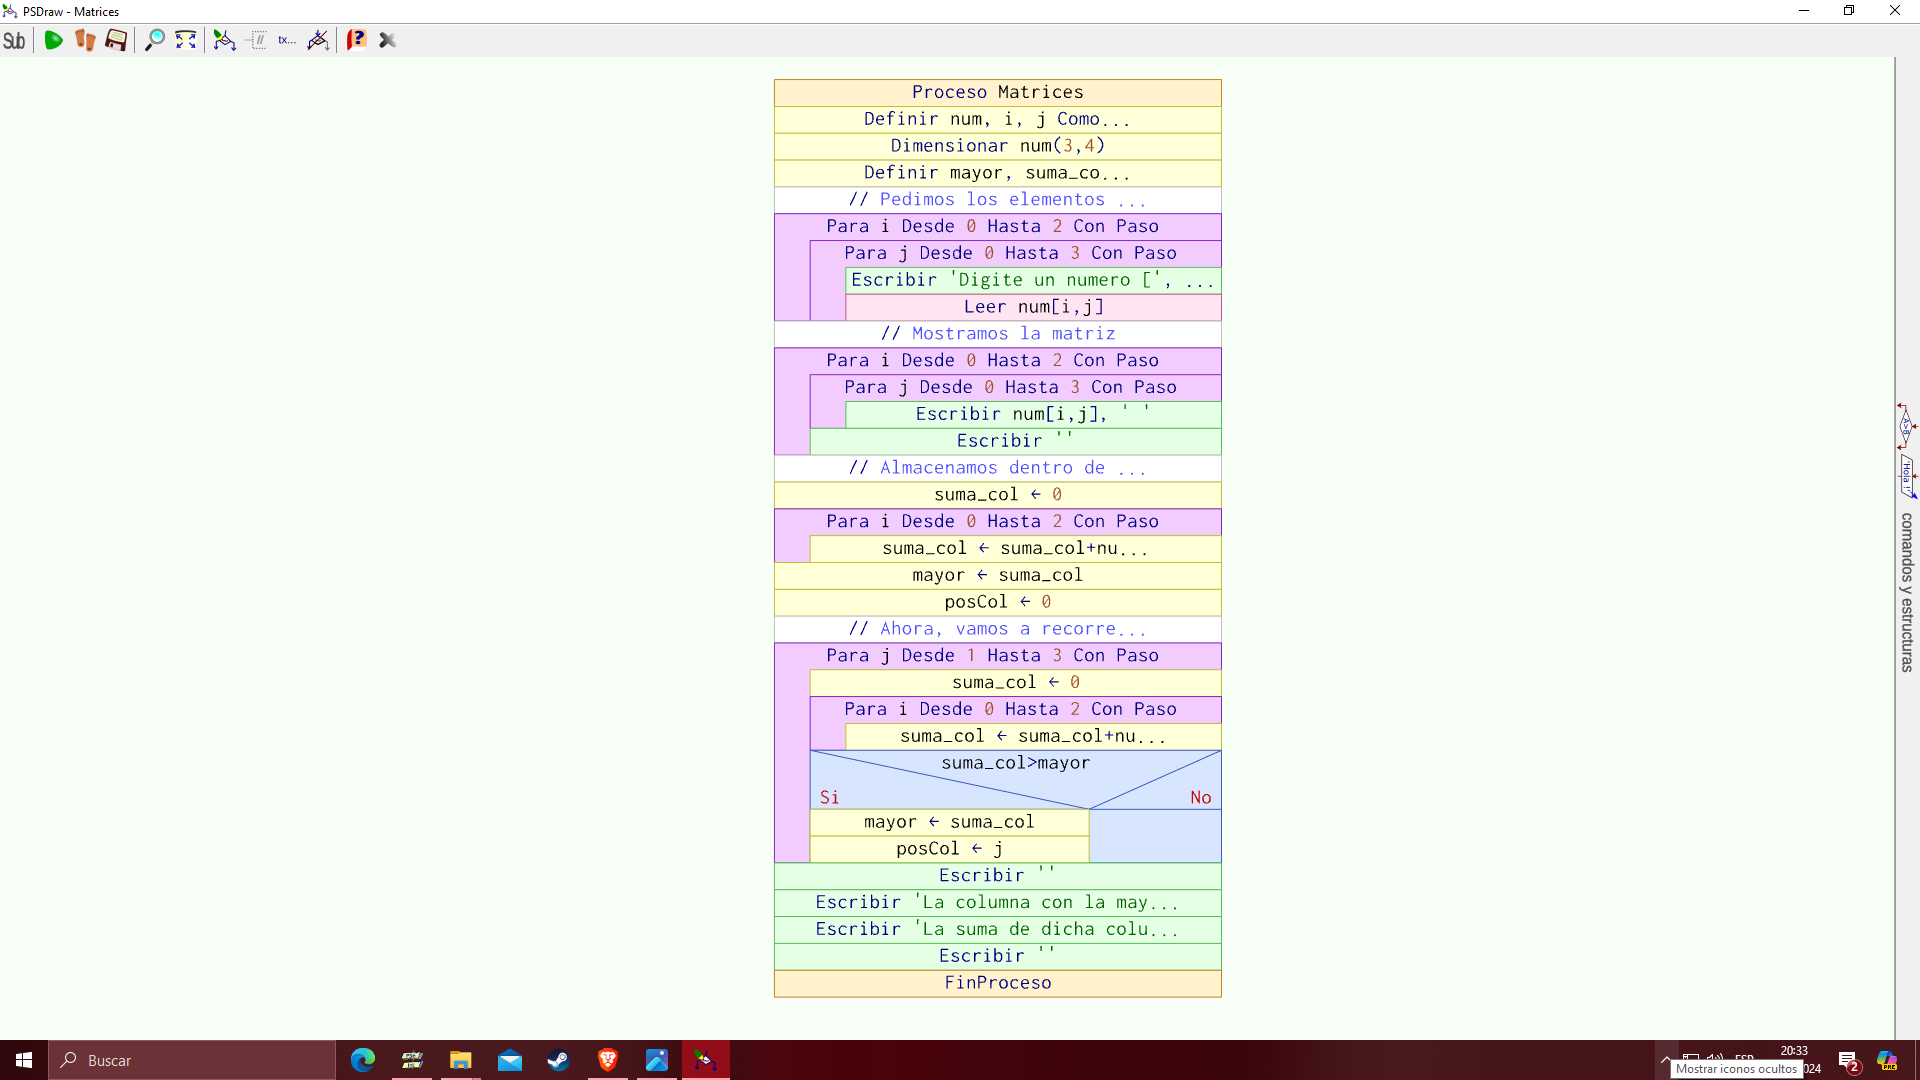 PSDraw - Matrices
Sub
tx...
Proceso Matrices
Definir num, i, j Como...
Dimensionar num(3,4)
Definir mayor, suma_co...
// Pedimos los elementos ...
Para i Desde 0 Hasta 2 Con Paso
Para j Desde 0 Hasta 3 Con Paso
Escribir 'Digite un numero [', ...
Leer num[i,j]
// Mostramos la matriz
Para i Desde 0 Hasta 2 Con Paso
Para j Desde 0 Hasta 3 Con Paso
Escribir num[i,j], ' '
Escribir ''
// Almacenamos dentro de ...
suma_col ← 0
Para i Desde 0 Hasta 2 Con Paso
suma_col ← suma_col+nu...
mayor ← suma_col
posCol ← 0
// Ahora, vamos a recorre...
Para j Desde 1 Hasta 3 Con Paso
suma_col ← 0
Para i Desde 0 Hasta 2 Con Paso
suma_col ← suma_col+nu...
suma_col>mayor
Si No
mayor ← suma_col
posCol ← j
Escribir ''
Escribir 'La columna con la may...
Escribir 'La suma de dicha colu...
Escribir ''
FinProceso
A>B
'Hola !'
comandos y estructuras
Buscar
ESP
20:33
Mostrar iconos ocultos
024
2
PRE